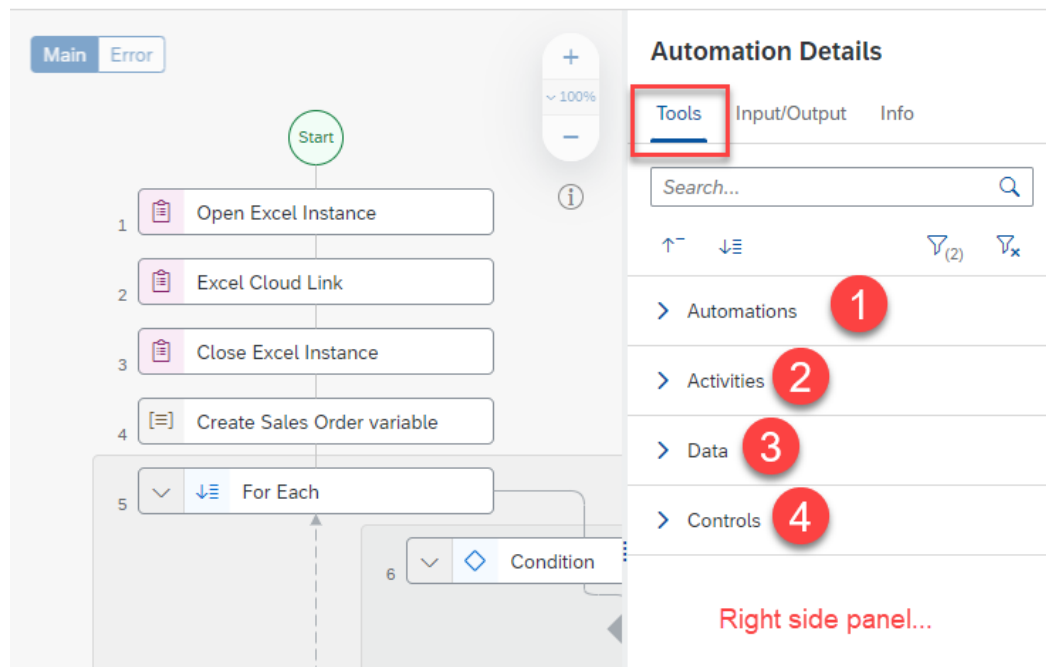 Main Error
+
100%
−
Start
1 Open Excel Instance
2 Excel Cloud Link
3 Close Excel Instance
4 Create Sales Order variable
5 For Each
6 Condition
Automation Details
Tools Input/Output Info
Search...
(2)
Automations 1
Activities 2
Data 3
Controls 4
Right side panel...